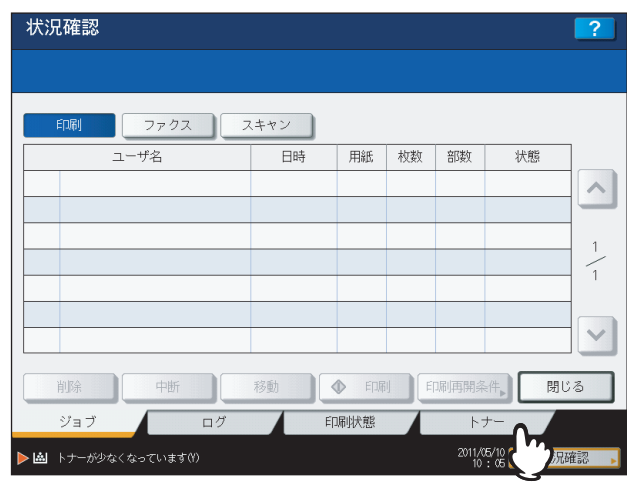 状況確認
?
印刷 ファクス スキャン
ユーザ名 日時 用紙 枚数 部数 状態
1
1
削除 中断 移動 印刷 印刷再開条件 閉じる
ジョブ ログ 印刷状態 トナー
トナーが少なくなっています(Y)
2011/05/10
10 : 05
況確認